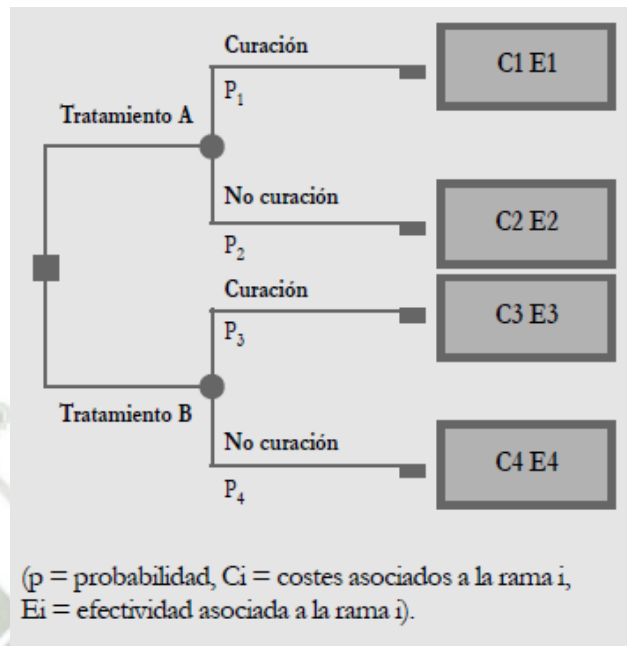 Curación
C1 E1
P₁
Tratamiento A
No curación
C2 E2
P₂
Curación
C3 E3
P₃
Tratamiento B
No curación
C4 E4
P₄
(p = probabilidad, Ci = costes asociados a la rama i,
Ei = efectividad asociada a la rama i).